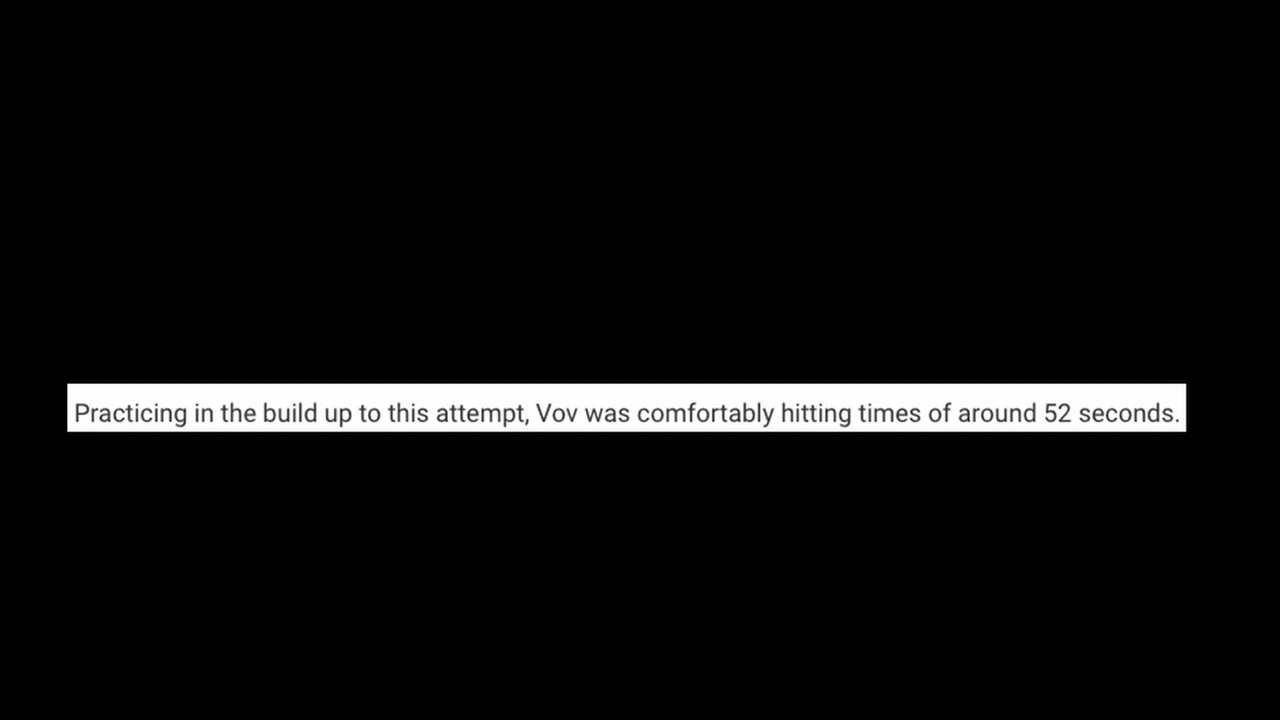 Practicing in the build up to this attempt, Vov was comfortably hitting times of around 52 seconds.